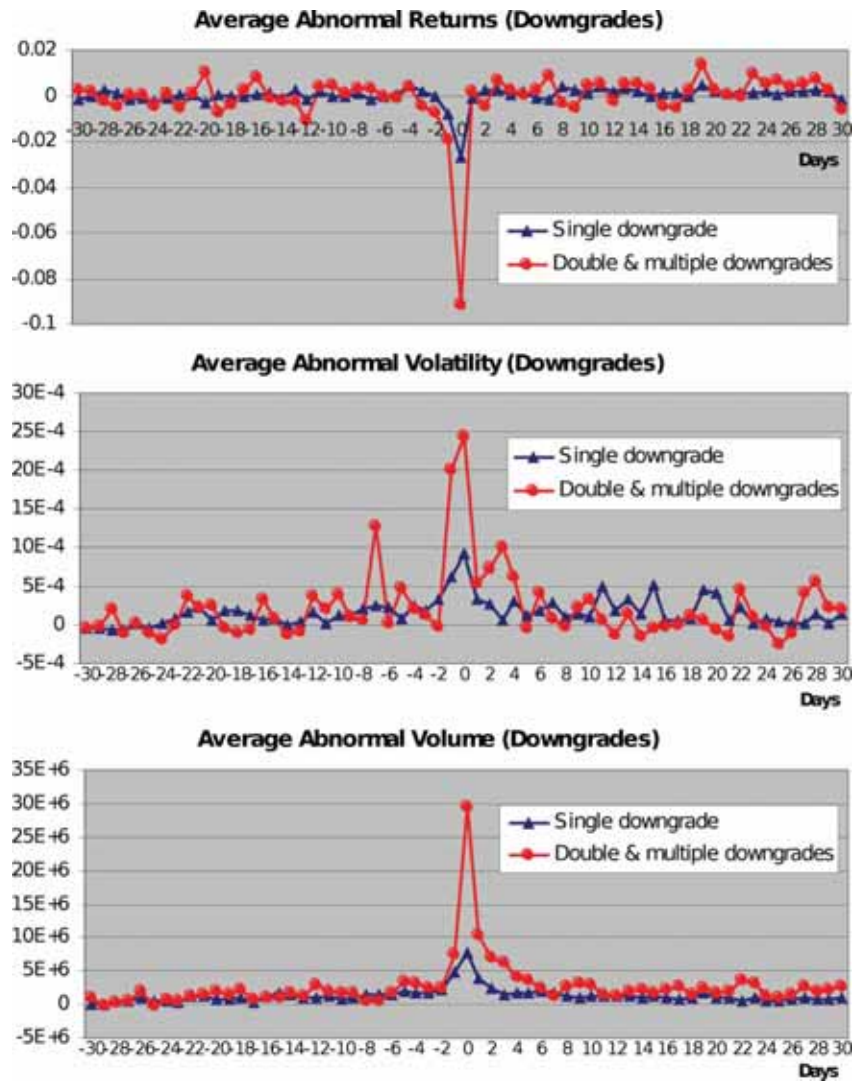 Average Abnormal Returns (Downgrades)
0.02
0
-0.02
-0.04
-0.06
-0.08
-0.1
-30 -28 -26 -24 -22 -20 -18 -16 -14 -12 -10 -8 -6 -4 -2 0 2 4 6 8 10 12 14 16 18 20 22 24 26 28 30
Days
Single downgrade
Double & multiple downgrades
Average Abnormal Volatility (Downgrades)
30E-4
25E-4
20E-4
15E-4
10E-4
5E-4
0
-5E-4
-30 -28 -26 -24 -22 -20 -18 -16 -14 -12 -10 -8 -6 -4 -2 0 2 4 6 8 10 12 14 16 18 20 22 24 26 28 30
Days
Single downgrade
Double & multiple downgrades
Average Abnormal Volume (Downgrades)
35E+6
30E+6
25E+6
20E+6
15E+6
10E+6
5E+6
0
-5E+6
-30 -28 -26 -24 -22 -20 -18 -16 -14 -12 -10 -8 -6 -4 -2 0 2 4 6 8 10 12 14 16 18 20 22 24 26 28 30
Days
Single downgrade
Double & multiple downgrades